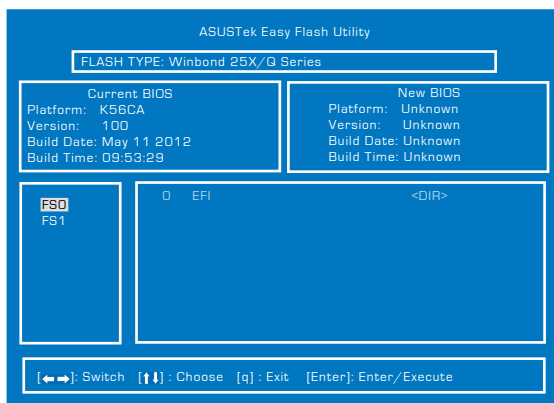 ASUSTek Easy Flash Utility
FLASH TYPE: Winbond 25X/Q Series
Current BIOS
Platform: K56CA
Version: 100
Build Date: May 11 2012
Build Time: 09:53:29
New BIOS
Platform: Unknown
Version: Unknown
Build Date: Unknown
Build Time: Unknown
FS0
FS1
0 EFI <DIR>
[←→]: Switch [↑↓] : Choose [q] : Exit [Enter]: Enter/Execute